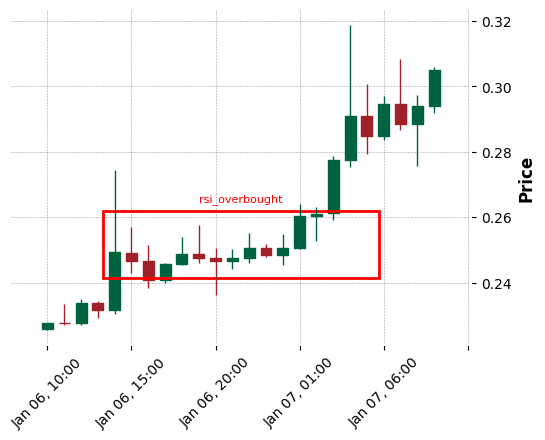 0.32
0.30
0.28
0.26
0.24
Price
rsi_overbought
Jan 06, 10:00
Jan 06, 15:00
Jan 06, 20:00
Jan 07, 01:00
Jan 07, 06:00